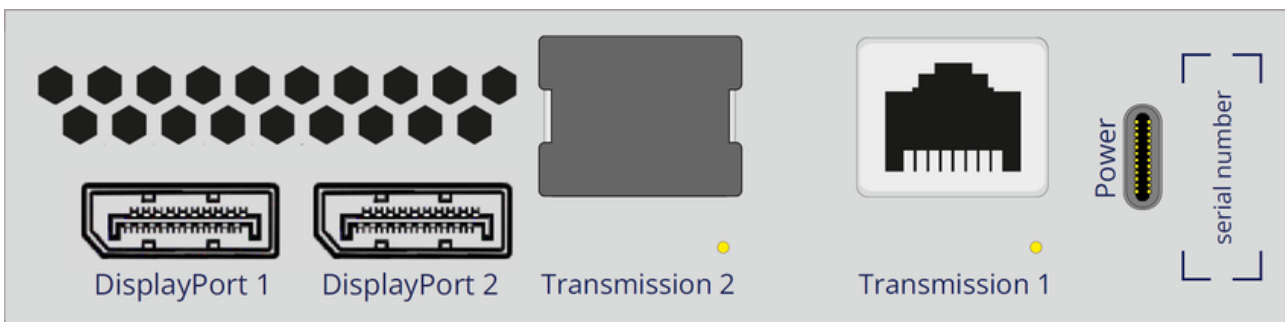 DisplayPort 1
DisplayPort 2
Transmission 2
Transmission 1
Power
serial number